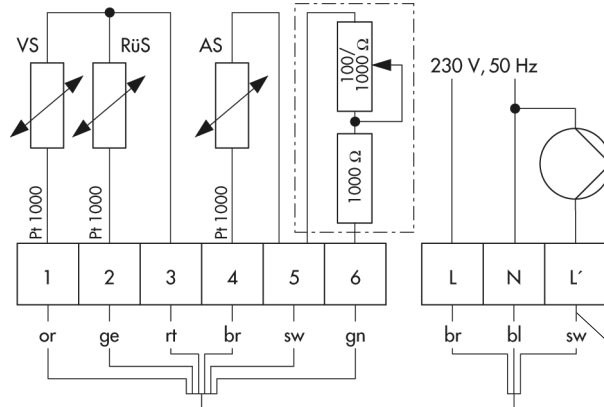 VS
RüS
AS
100/
1000 Ω
1000 Ω
230 V, 50 Hz
Pt 1000
Pt 1000
Pt 1000
1 2 3 4 5 6
L N L´
or ge rt br sw gn
br bl sw